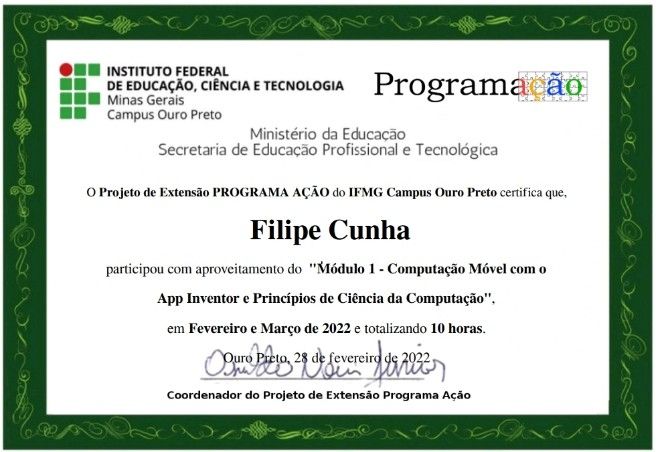 INSTITUTO FEDERAL
DE EDUCAÇÃO, CIÊNCIA E TECNOLOGIA
Minas Gerais
Campus Ouro Preto
Programação
Ministério da Educação
Secretaria de Educação Profissional e Tecnológica
O Projeto de Extensão PROGRAMA AÇÃO do IFMG Campus Ouro Preto certifica que,
Filipe Cunha
participou com aproveitamento do "Módulo 1 - Computação Móvel com o
App Inventor e Princípios de Ciência da Computação",
em Fevereiro e Março de 2022 e totalizando 10 horas.
Ouro Preto, 28 de fevereiro de 2022
Coordenador do Projeto de Extensão Programa Ação